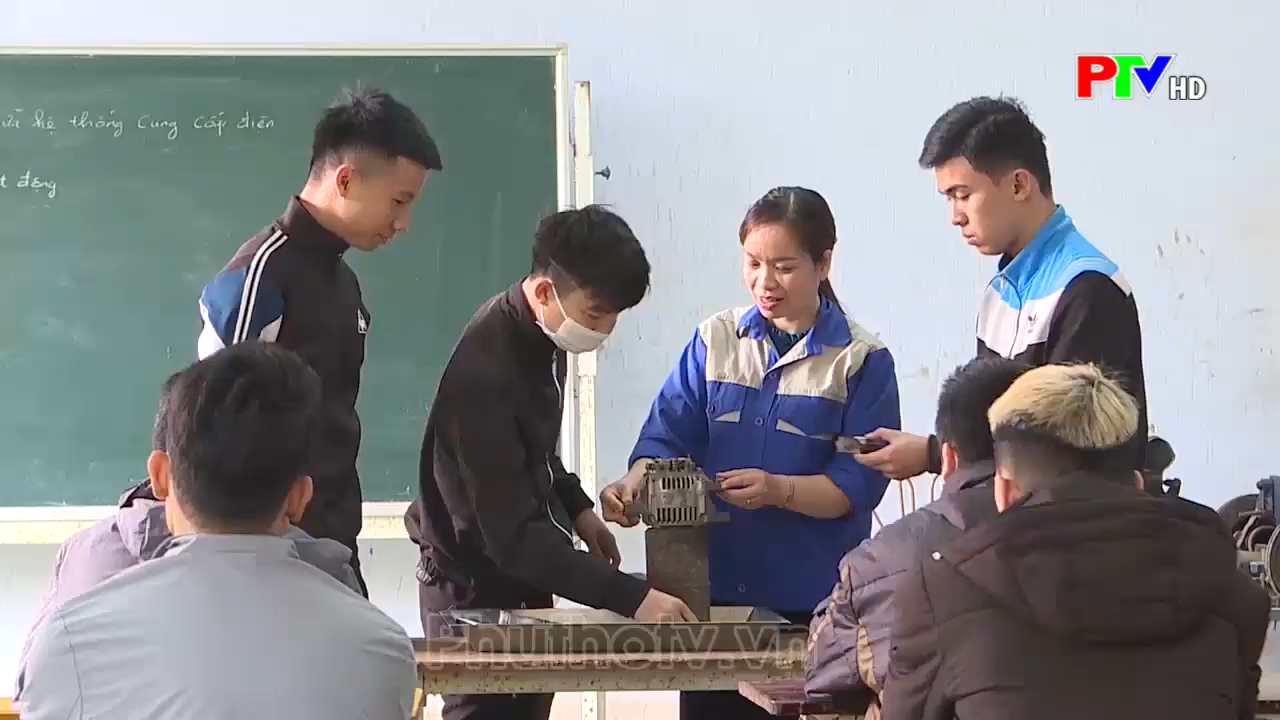 PTV HD
hệ thống cung cấp điện
động
Phuthotv.vn